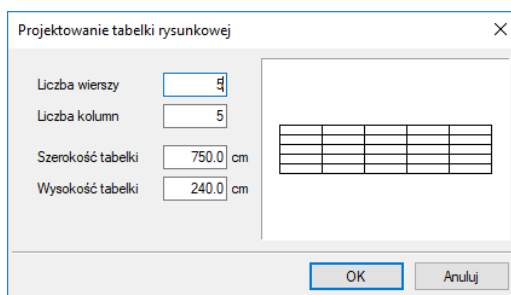 Projektowanie tabelki rysunkowej
Liczba wierszy 5
Liczba kolumn 5
Szerokość tabelki 750.0 cm
Wysokość tabelki 240.0 cm
OK Anuluj